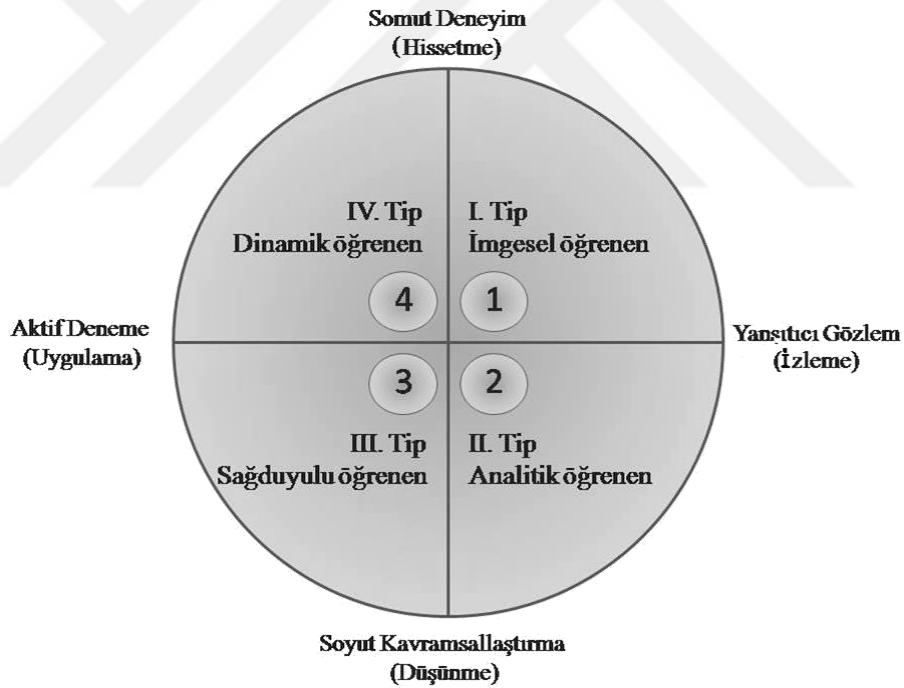 Somut Deneyim
(Hissetme)
IV. Tip
Dinamik öğrenen
I. Tip
İmgesel öğrenen
4
1
Aktif Deneme
(Uygulama)
Yansıtıcı Gözlem
(İzleme)
3
2
III. Tip
Sağduyulu öğrenen
II. Tip
Analitik öğrenen
Soyut Kavramsallaştırma
(Düşünme)